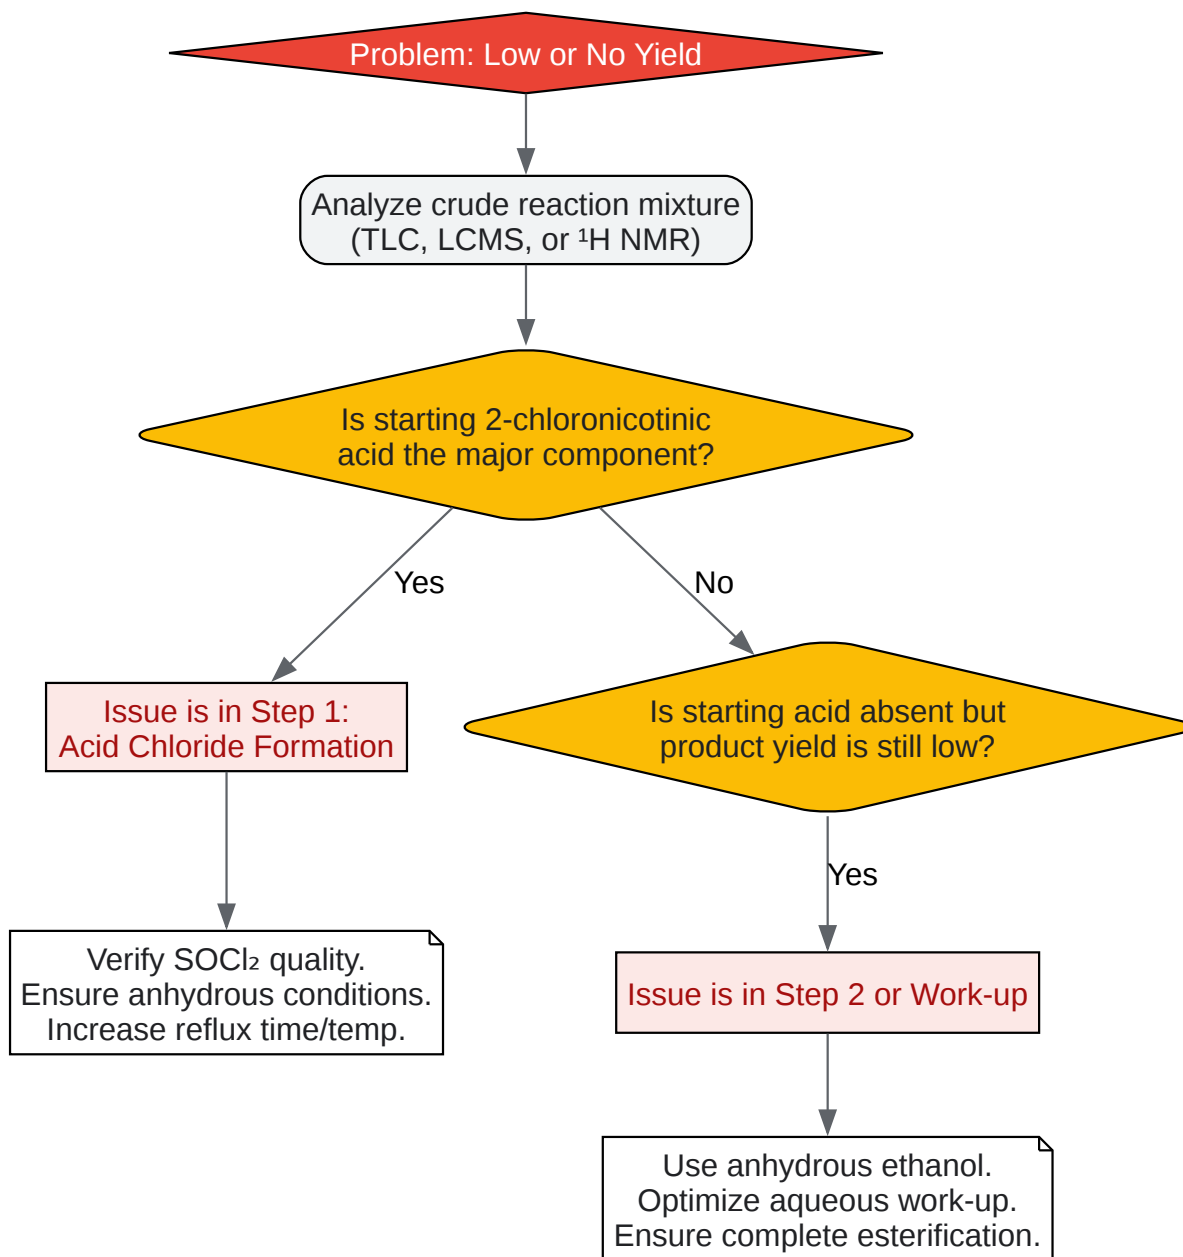 Problem: Low or No Yield
Analyze crude reaction mixture
(TLC, LCMS, or ¹H NMR)
Is starting 2-chloronicotinic
acid the major component?
Yes
No
Issue is in Step 1:
Acid Chloride Formation
Is starting acid absent but
product yield is still low?
Yes
Verify SOCl₂ quality.
Ensure anhydrous conditions.
Increase reflux time/temp.
Issue is in Step 2 or Work-up
Use anhydrous ethanol.
Optimize aqueous work-up.
Ensure complete esterification.